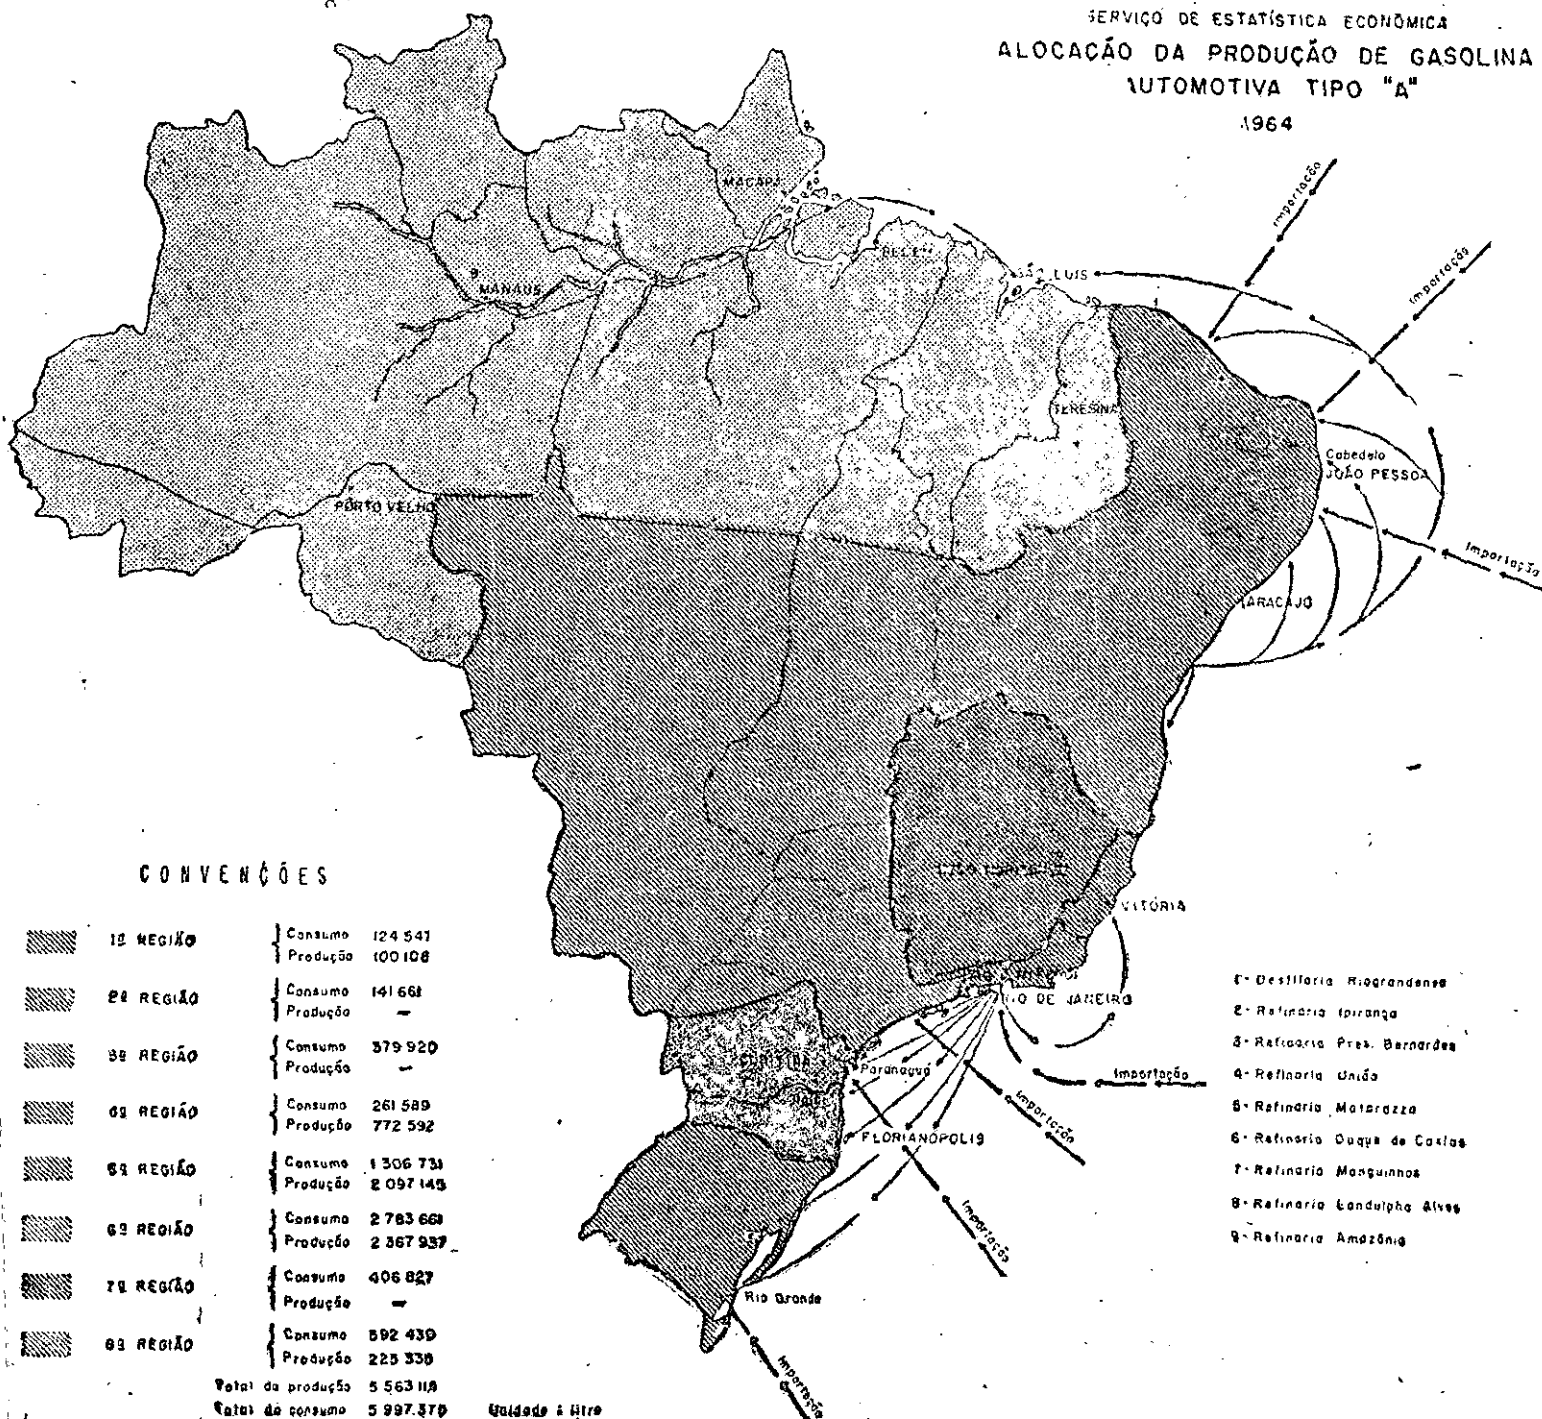 SERVIÇO DE ESTATÍSTICA ECONÔMICA
ALOCAÇÃO DA PRODUÇÃO DE GASOLINA
AUTOMOTIVA TIPO "A"
1964
Importação
Importação
MACAPÁ
BELÉM
SÃO LUIS
MANAUS
TERESINA
Cabedelo
JOÃO PESSOA
PÔRTO VELHO
Importação
ARACAJÚ
VITÓRIA
RIO DE JANEIRO
CURITIBA
Paranaguá
Importação
Importação
FLORIANÓPOLIS
Importação
Rio Grande
Importação
CONVENÇÕES
1ª REGIÃO
Consumo 124 541
Produção 100 108
2ª REGIÃO
Consumo 141 661
Produção -
3ª REGIÃO
Consumo 379 920
Produção -
REGIÃO
Consumo 261 589
Produção 772 592
5ª REGIÃO
Consumo 1 306 731
Produção 2 097 145
6ª REGIÃO
Consumo 2 783 661
Produção 2 367 937
7ª REGIÃO
Consumo 406 827
Produção -
8ª REGIÃO
Consumo 592 439
Produção 225 338
Total da produção 5 563 118
Total do consumo 5 997.370 Unidade : litro
1- Destilaria Riograndense
2- Refinaria Ipiranga
3- Refinaria Pres. Bernardes
4- Refinaria União
5- Refinaria Matarazzo
6- Refinaria Duque de Caxias
7- Refinaria Manguinhos
8- Refinaria Landulpho Alves
9- Refinaria Amazônia